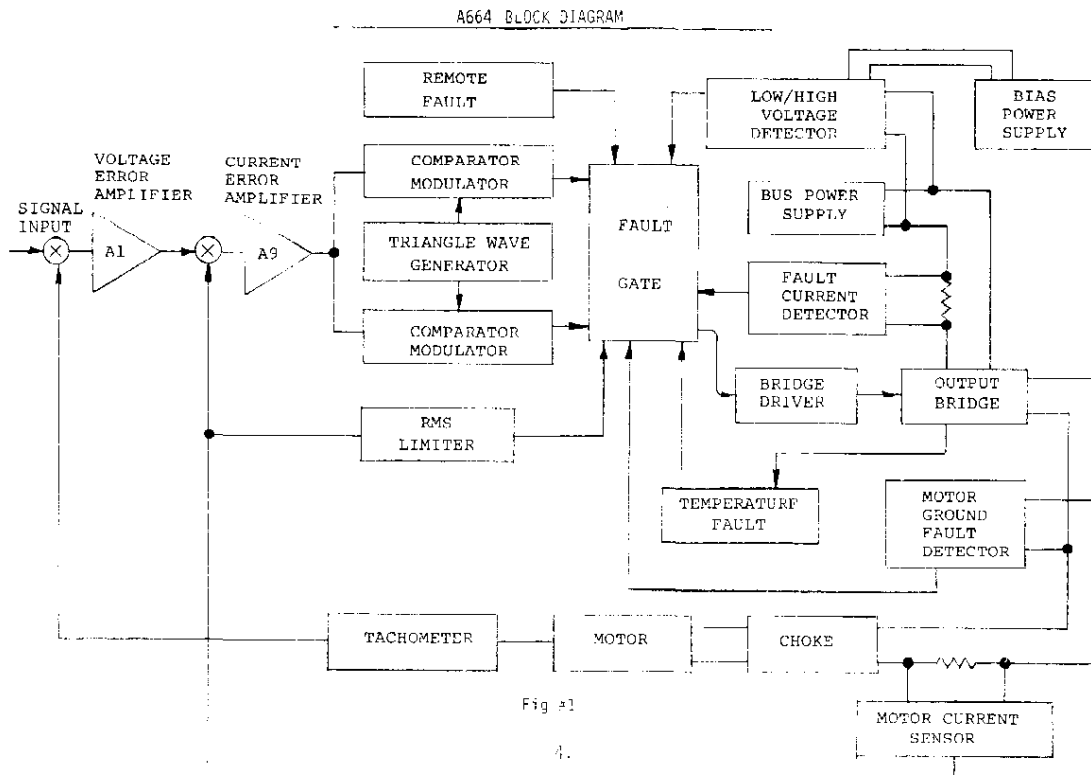 A664 BLOCK DIAGRAM
REMOTE
FAULT
LOW/HIGH
VOLTAGE
DETECTOR
BIAS
POWER
SUPPLY
VOLTAGE
ERROR
AMPLIFIER
CURRENT
ERROR
AMPLIFIER
COMPARATOR
MODULATOR
BUS POWER
SUPPLY
SIGNAL
INPUT
A1
A9
TRIANGLE WAVE
GENERATOR
FAULT
GATE
FAULT
CURRENT
DETECTOR
COMPARATOR
MODULATOR
BRIDGE
DRIVER
OUTPUT
BRIDGE
RMS
LIMITER
TEMPERATURE
FAULT
MOTOR
GROUND
FAULT
DETECTOR
TACHOMETER
MOTOR
CHOKE
Fig #1
MOTOR CURRENT
SENSOR
4.